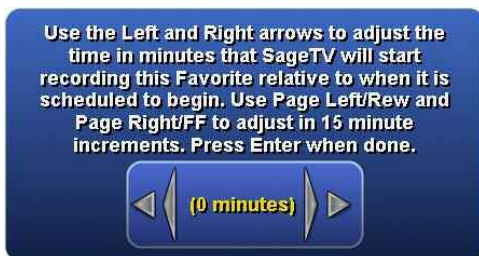 Use the Left and Right arrows to adjust the
time in minutes that SageTV will start
recording this Favorite relative to when it is
scheduled to begin. Use Page Left/Rew and
Page Right/FF to adjust in 15 minute
increments. Press Enter when done.
(0 minutes)